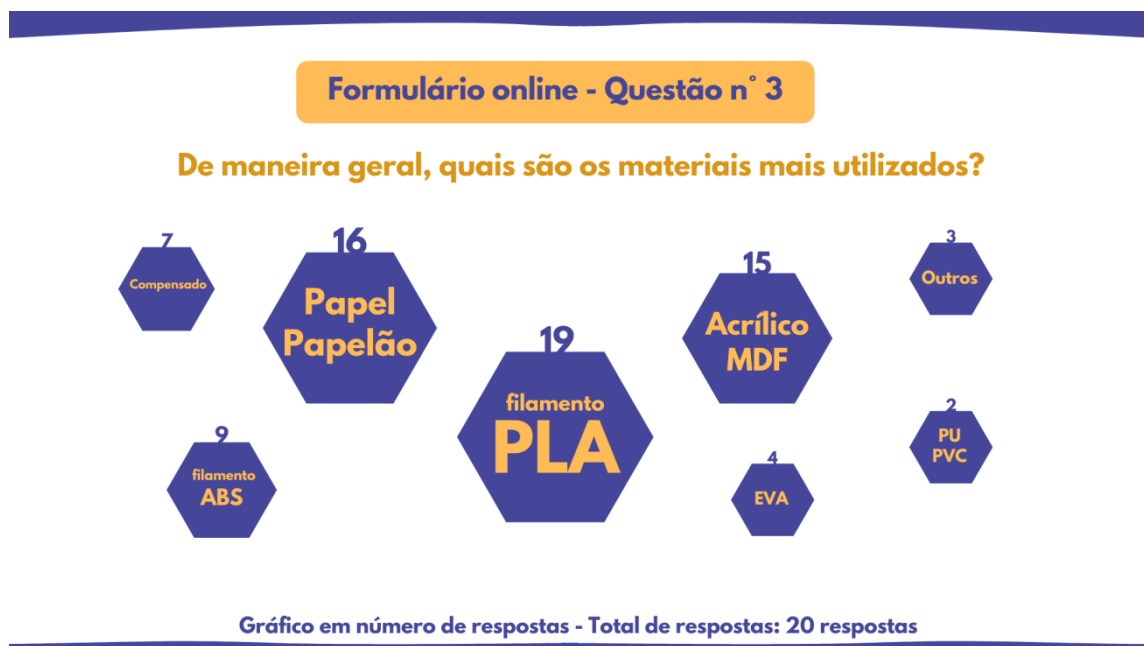 Formulário online - Questão n° 3
De maneira geral, quais são os materiais mais utilizados?
7
Compensado
16
Papel
Papelão
19
filamento
PLA
15
Acrílico
MDF
3
Outros
9
filamento
ABS
4
EVA
2
PU
PVC
Gráfico em número de respostas - Total de respostas: 20 respostas